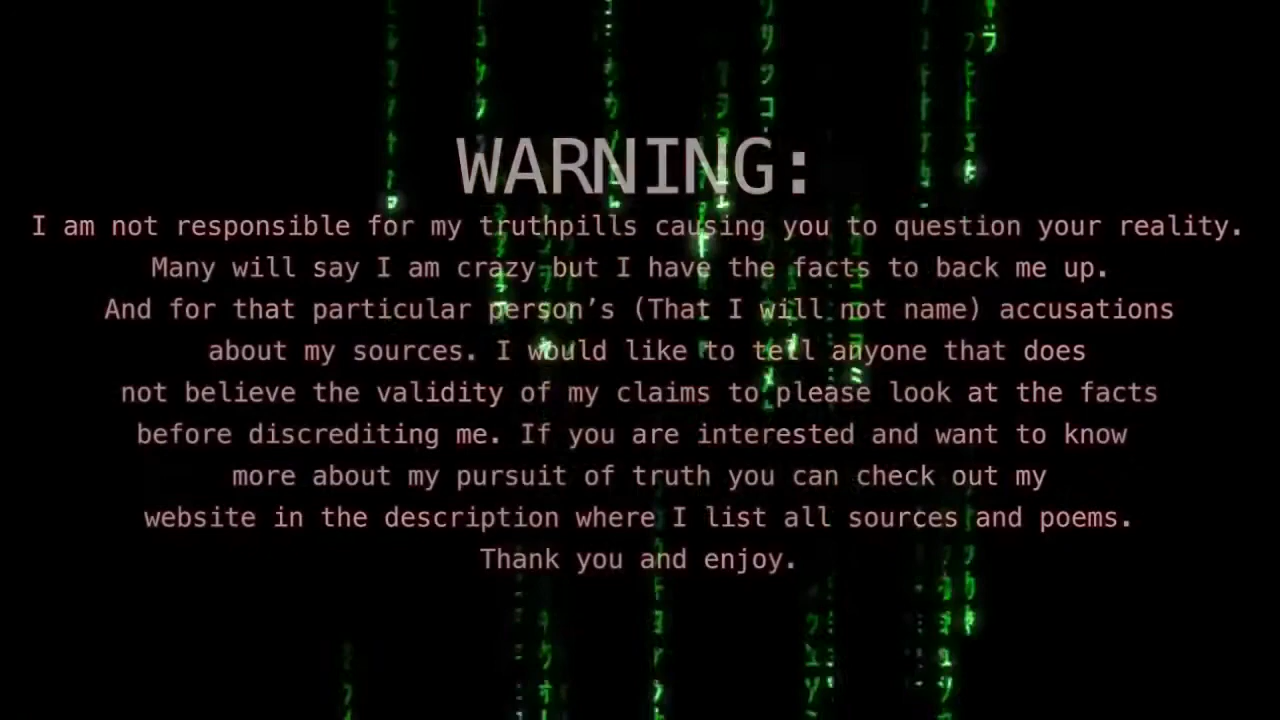 WARNING:
I am not responsible for my truthpills causing you to question your reality.
Many will say I am crazy but I have the facts to back me up.
And for that particular person’s (That I will not name) accusations
about my sources. I would like to tell anyone that does
not believe the validity of my claims to please look at the facts
before discrediting me. If you are interested and want to know
more about my pursuit of truth you can check out my
website in the description where I list all sources and poems.
Thank you and enjoy.